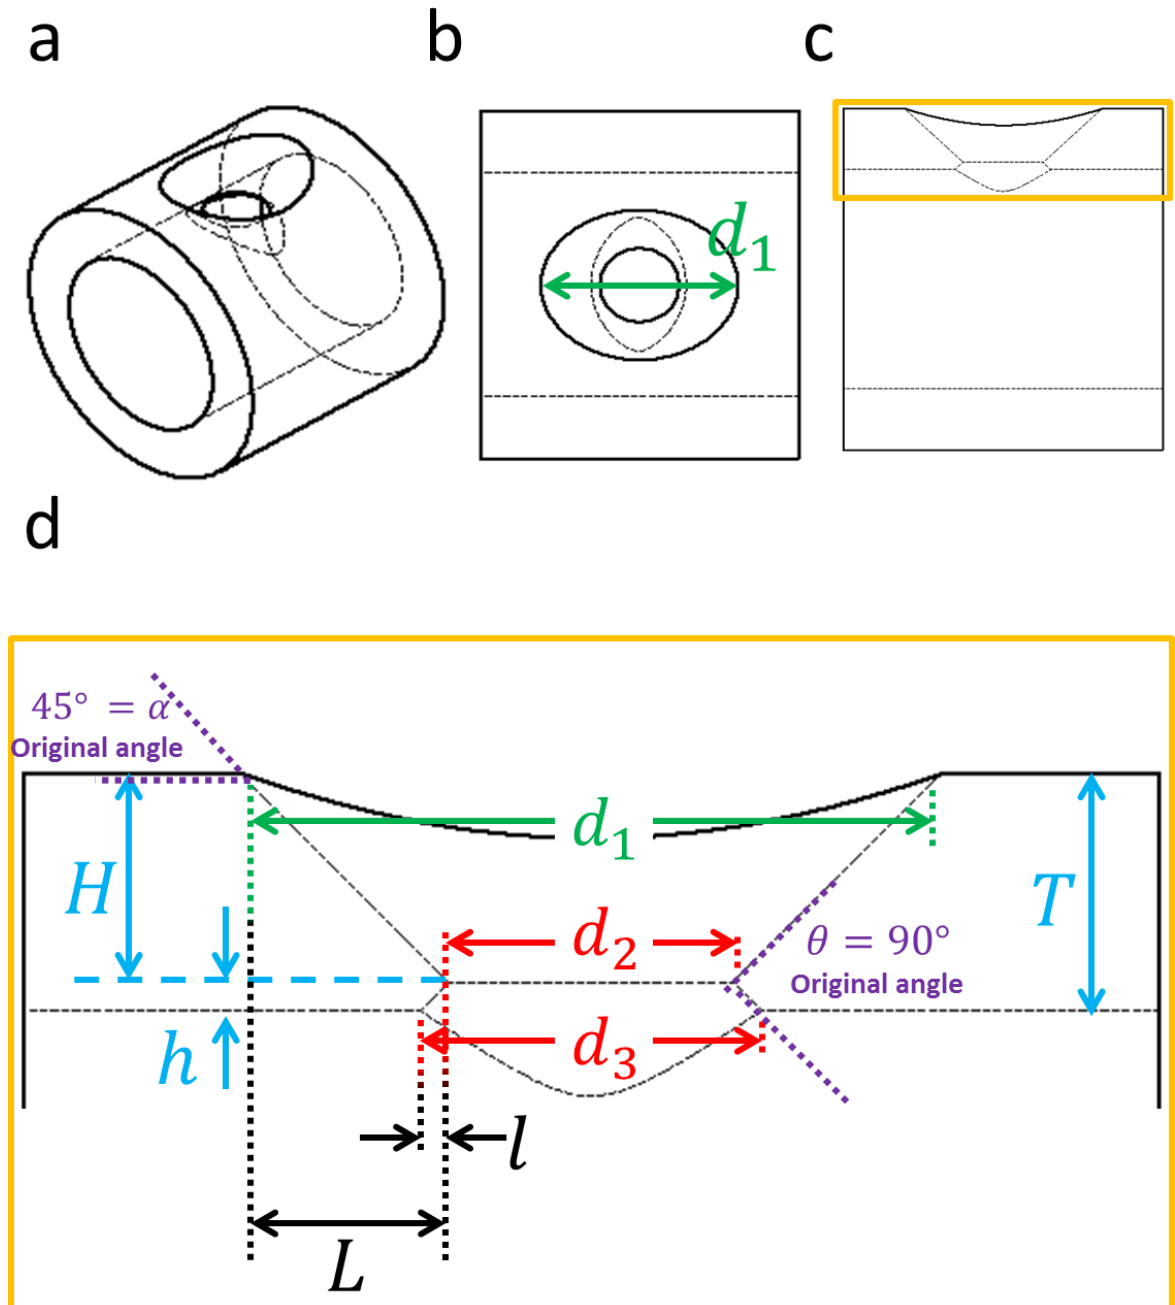 a
b
c
d₁
d
45° = α
Original angle
d₁
H
T
d₂
θ = 90°
Original angle
d₃
h
l
L